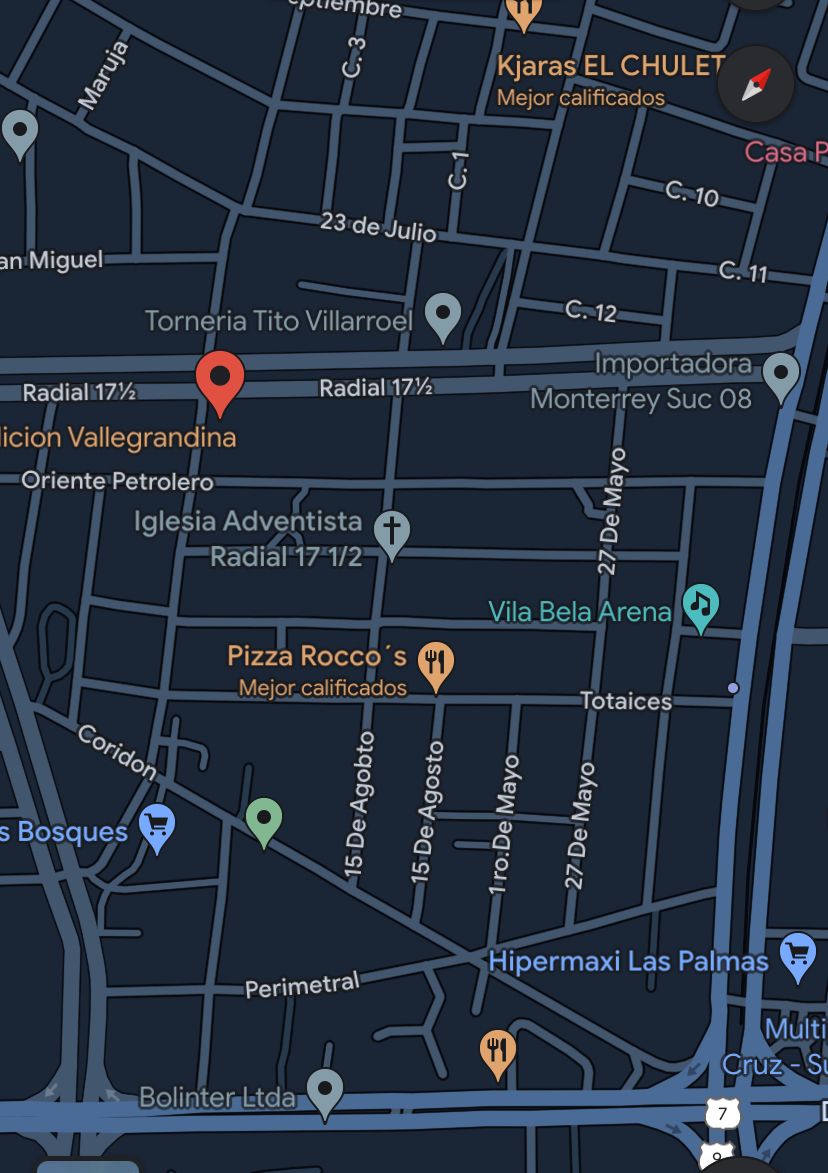 eptiembre
Kjaras EL CHULET
Mejor calificados
C. 3
Maruja
Casa P
C. 1
C. 10
23 de Julio
an Miguel
C. 11
C. 12
Torneria Tito Villarroel
Importadora
Monterrey Suc 08
Radial 17½
Radial 17½
licion Vallegrandina
Oriente Petrolero
27 De Mayo
Iglesia Adventista
Radial 17 1/2
Vila Bela Arena
Pizza Rocco´s
Mejor calificados
Totaices
Coridon
15 De Agobto
15 De Agosto
1ro.De Mayo
27 De Mayo
s Bosques
Hipermaxi Las Palmas
Perimetral
Multi
Cruz - Su
Bolinter Ltda
7
9